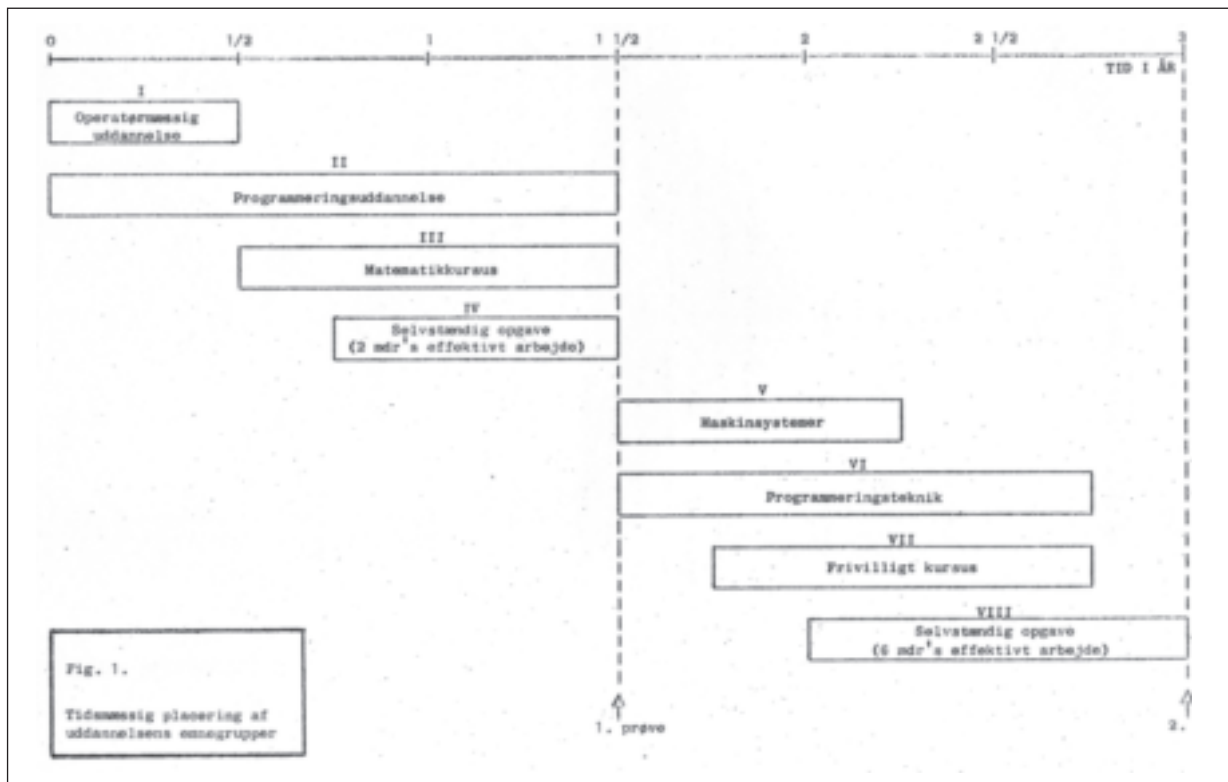 0 1/2 1 1 1/2 2 2 1/2 3
TID I ÅR
I
Operatørmæssig
uddannelse
II
Programmeringsuddannelse
III
Matematikkursus
IV
Selvstændig opgave
(2 mdr's effektivt arbejde)
V
Maskinsystemer
VI
Programmeringsteknik
VII
Frivilligt kursus
VIII
Selvstændig opgave
(6 mdr's effektivt arbejde)
Fig. 1.
Tidsmæssig placering af
uddannelsens emnegrupper
1. prøve
2.